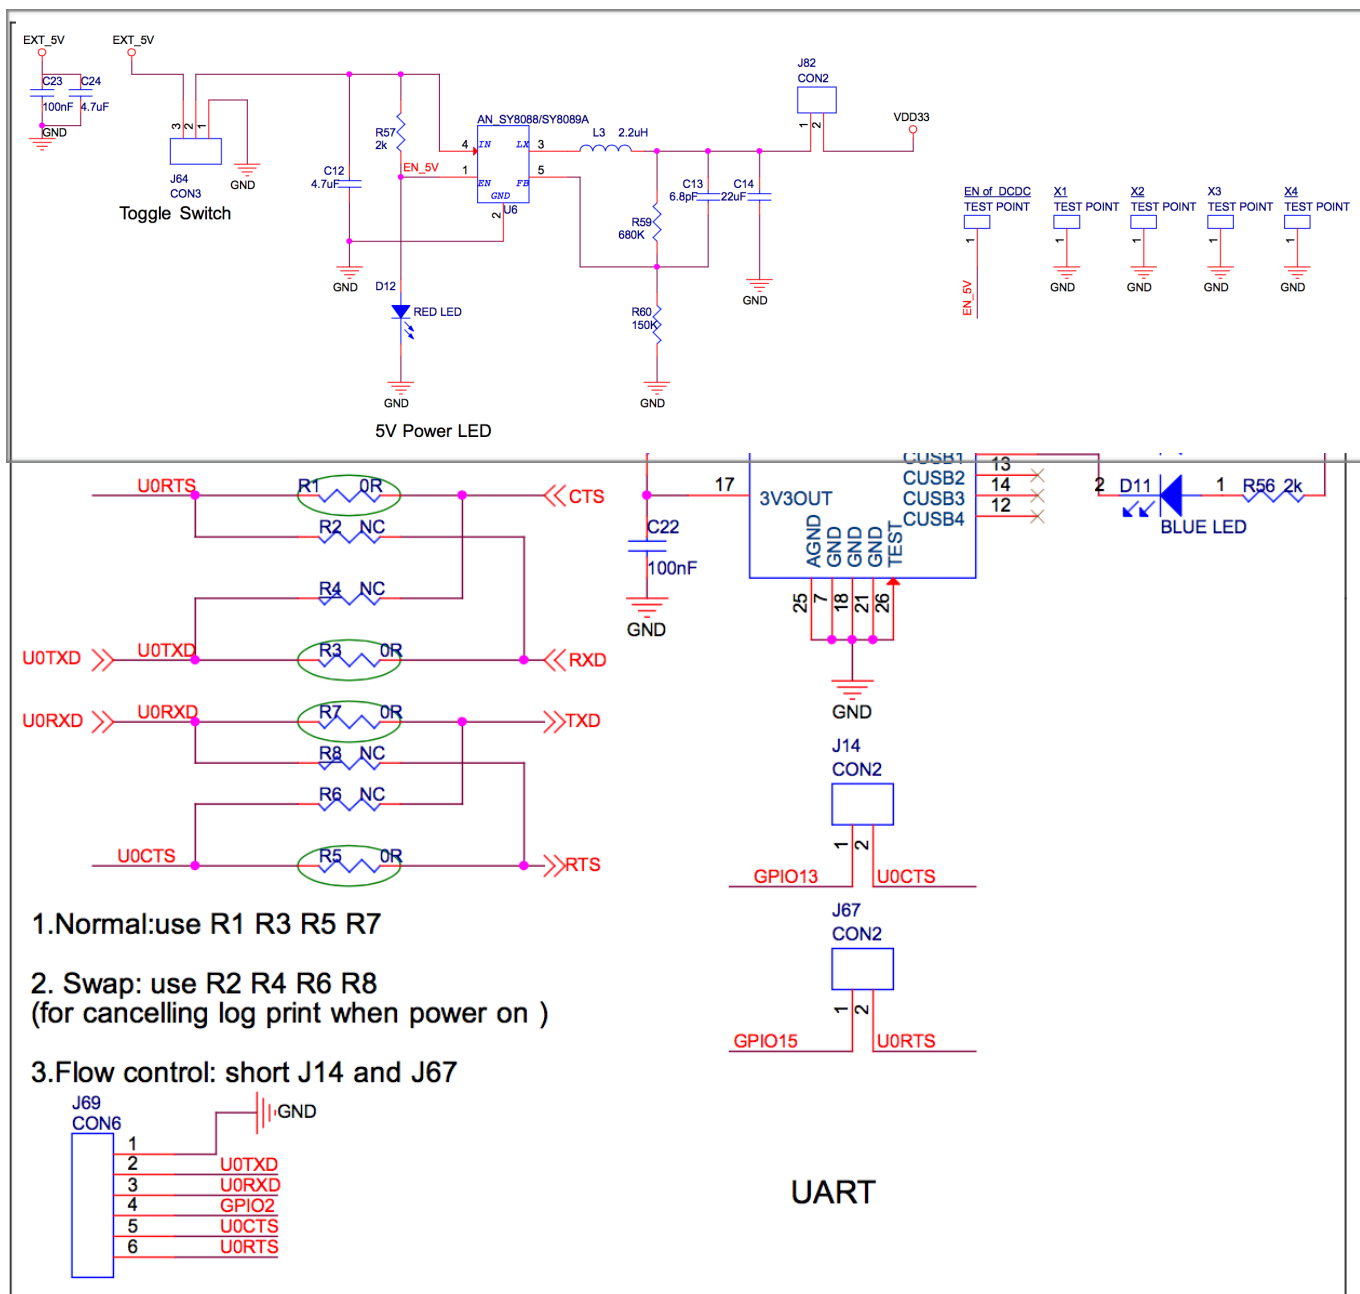 EXT_5V
EXT_5V
C23
C24
100nF
4.7uF
GND
3
2
1
J64
CON3
GND
Toggle Switch
C12
4.7uF
GND
R57
2k
EN_5V
AN_SY8088/SY8089A
4
IN
LX
3
1
EN
FB
5
GND
2
U6
L3
2.2uH
J82
CON2
1
2
VDD33
C13
6.8pF
C14
22uF
R59
680K
GND
R60
150K
GND
D12
RED LED
GND
5V Power LED
EN of DCDC
TEST POINT
1
EN_5V
X1
TEST POINT
1
GND
X2
TEST POINT
1
GND
X3
TEST POINT
1
GND
X4
TEST POINT
1
GND
U0RTS
R1
0R
CTS
R2
NC
R4
NC
U0TXD
U0TXD
R3
0R
RXD
U0RXD
U0RXD
R7
0R
TXD
R8
NC
R6
NC
U0CTS
R5
0R
RTS
17
3V3OUT
C22
100nF
GND
CUSB1
CUSB2
CUSB3
CUSB4
13
14
12
AGND
GND
GND
GND
TEST
25
7
18
21
26
GND
2
D11
1
R56
2k
BLUE LED
J14
CON2
1
2
GPIO13
U0CTS
J67
CON2
1
2
GPIO15
U0RTS
1.Normal:use R1 R3 R5 R7
2. Swap: use R2 R4 R6 R8
(for cancelling log print when power on )
3.Flow control: short J14 and J67
J69
CON6
GND
1
2
U0TXD
3
U0RXD
4
GPIO2
5
U0CTS
6
U0RTS
UART